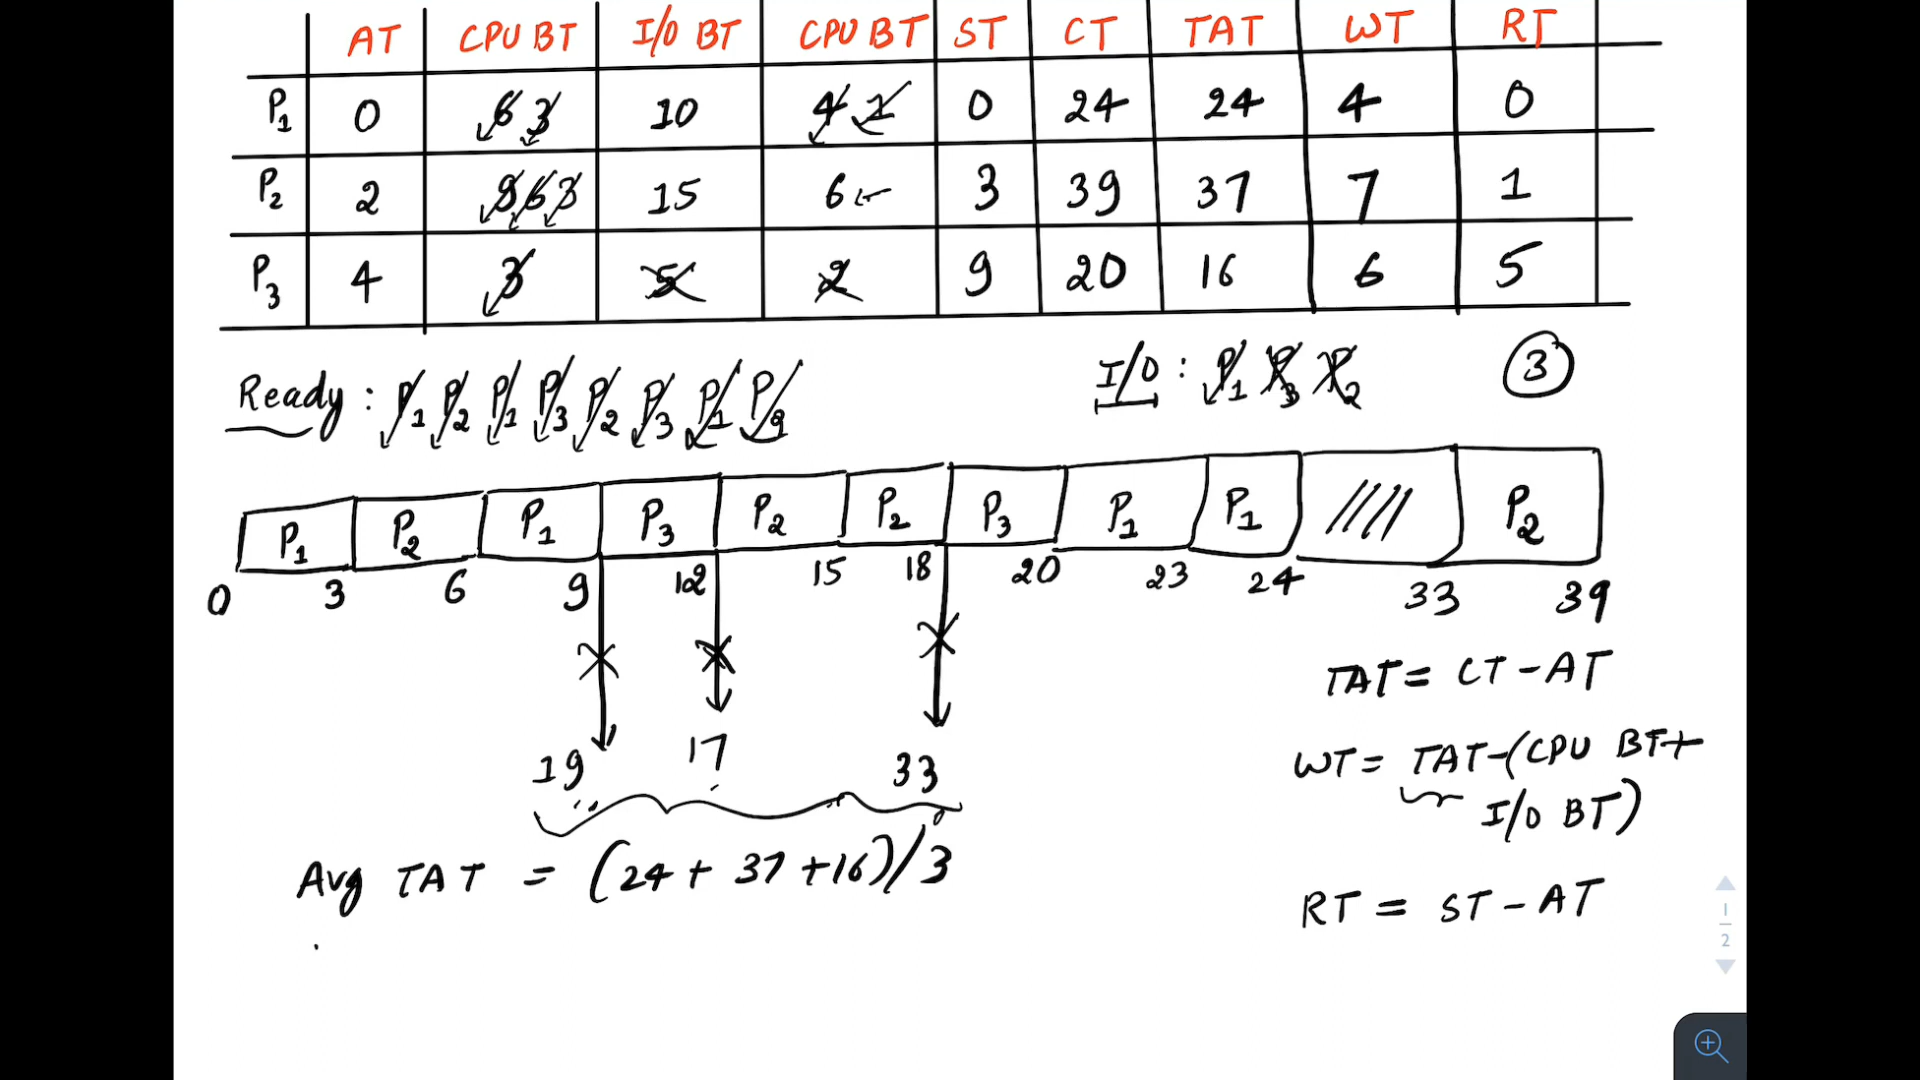 AT CPU BT I/O BT CPU BT ST CT TAT WT RT
P1 0 6 3 10 4 1 0 24 24 4 0
P2 2 9 6 3 15 6 3 39 37 7 1
P3 4 3 5 2 9 20 16 6 5
Ready : P1 P2 P1 P3 P2 P3 P1 P1
I/O : P1 P3 P2
3
P1 P2 P1 P3 P2 P2 P3 P1 P1 //// P2
0 3 6 9 12 15 18 20 23 24 33 39
19 17 33
TAT = CT - AT
WT = TAT-(CPU BT+
I/O BT)
Avg TAT = (24 + 37 +16)/3
RT = ST - AT
1
2